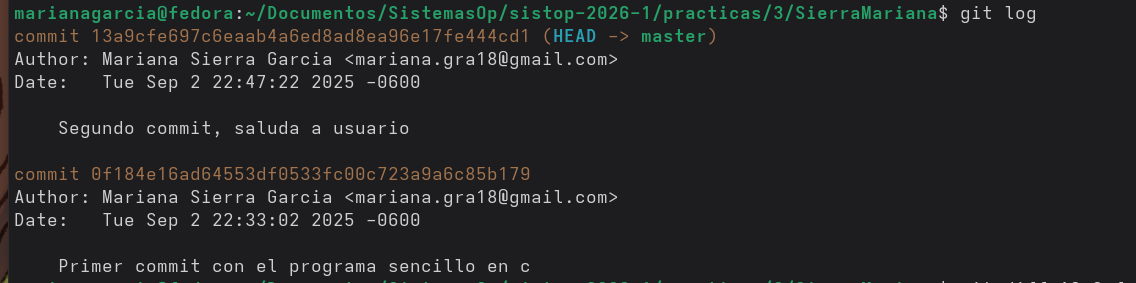 marianagarcia@fedora:~/Documentos/SistemasOp/sistop-2026-1/practicas/3/SierraMariana$ git log
commit 13a9cfe697c6eaab4a6ed8ad8ea96e17fe444cd1 (HEAD -> master)
Author: Mariana Sierra Garcia <mariana.gra18@gmail.com>
Date:   Tue Sep 2 22:47:22 2025 -0600
    Segundo commit, saluda a usuario
commit 0f184e16ad64553df0533fc00c723a9a6c85b179
Author: Mariana Sierra Garcia <mariana.gra18@gmail.com>
Date:   Tue Sep 2 22:33:02 2025 -0600
    Primer commit con el programa sencillo en c